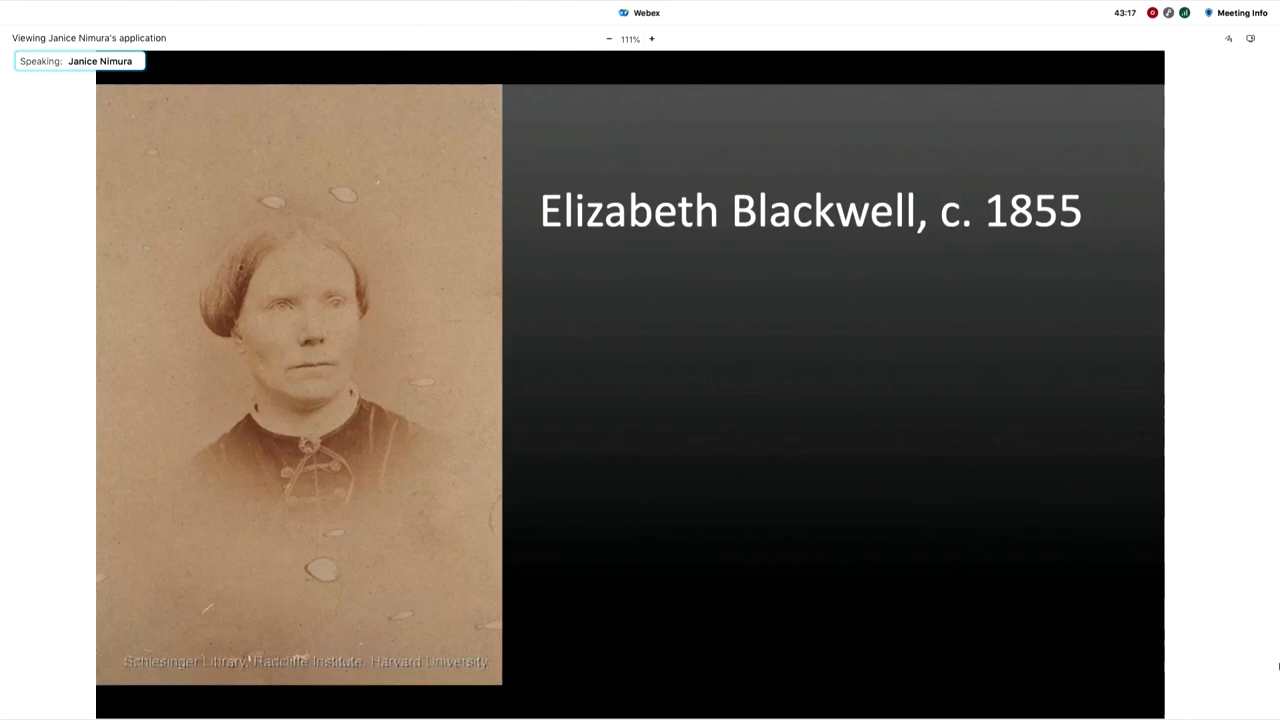 Webex
43:17
Meeting Info
Viewing Janice Nimura's application
111%
Speaking: Janice Nimura
Elizabeth Blackwell, c. 1855
Schlesinger Library, Radcliffe Institute, Harvard University